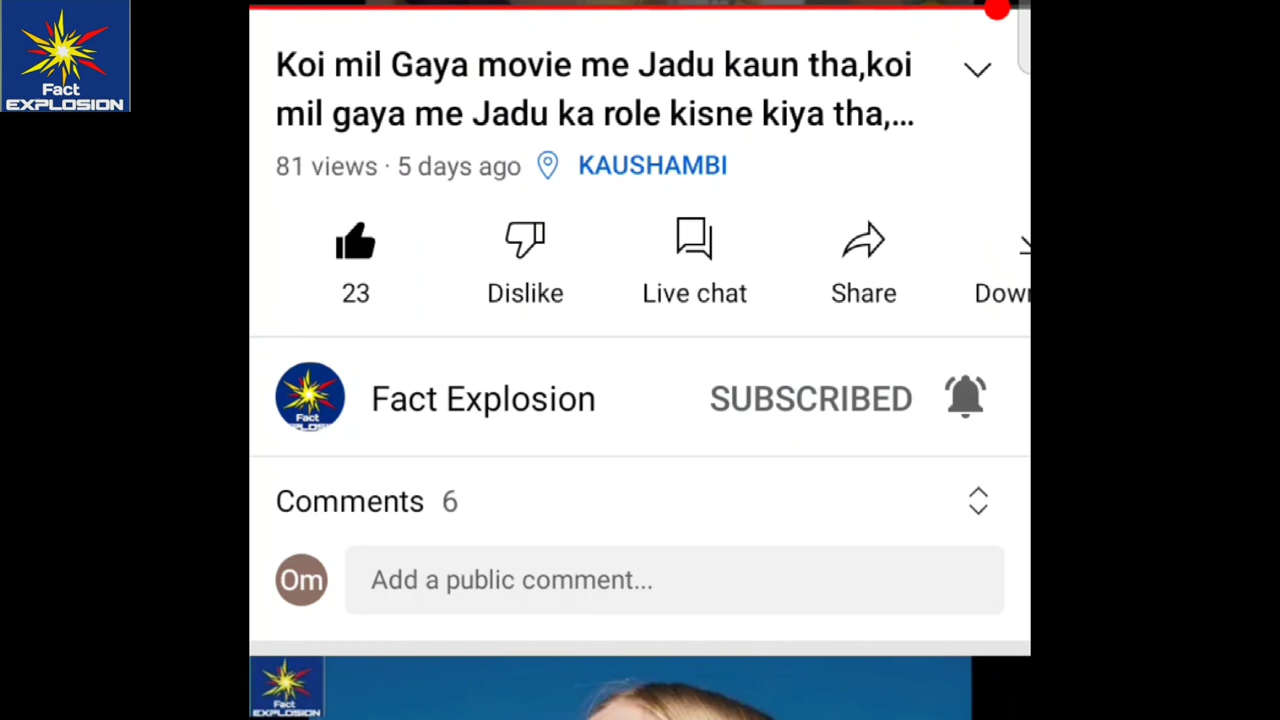 Fact
EXPLOSION
Koi mil Gaya movie me Jadu kaun tha,koi
mil gaya me Jadu ka role kisne kiya tha,...
81 views · 5 days ago KAUSHAMBI
23 Dislike Live chat Share Down
Fact
Fact Explosion SUBSCRIBED
Comments 6
Om Add a public comment...
Fact
EXPLOSION